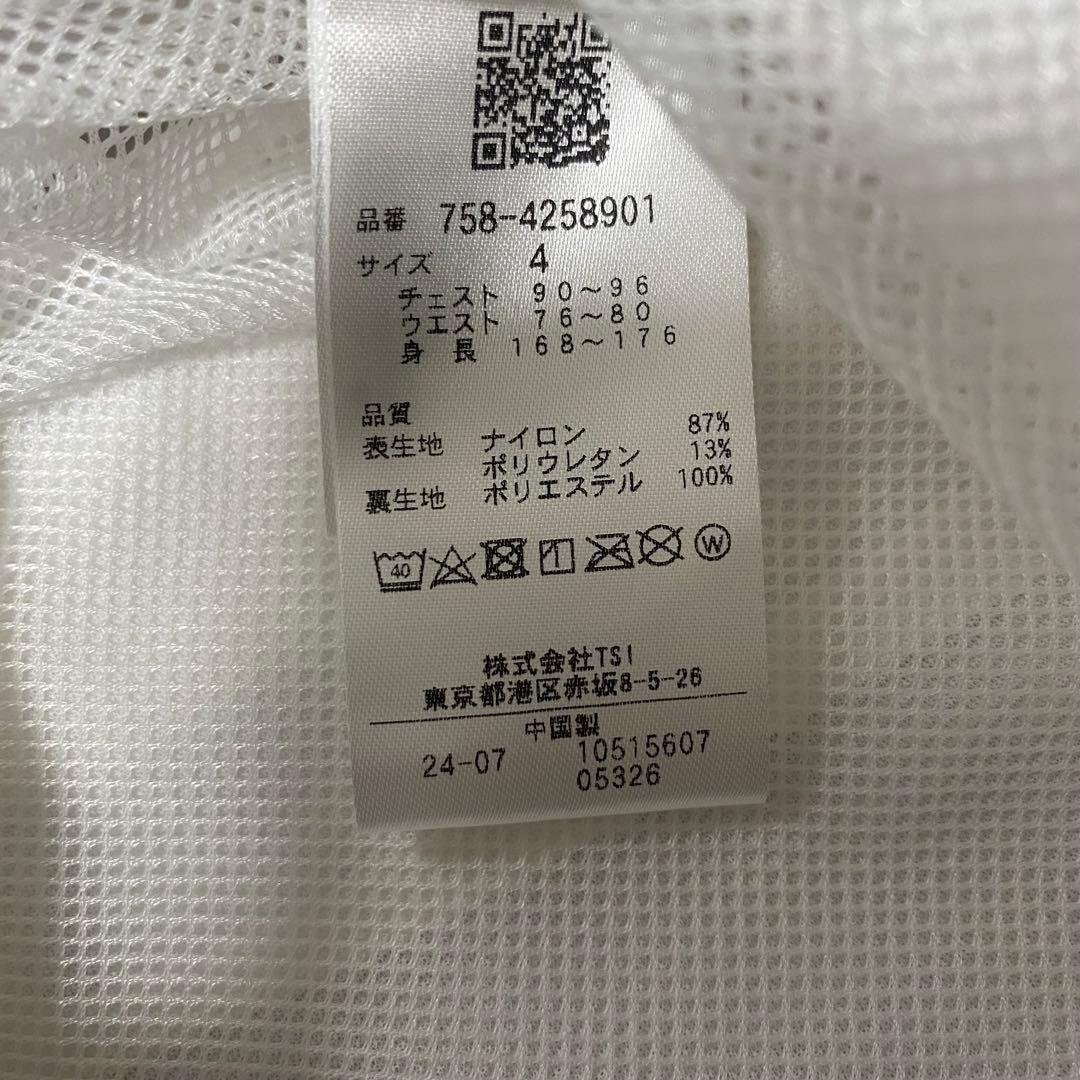 品番 758-4258901
サイズ 4
チェスト 90～96
ウエスト 76～80
身長 168～176
品質
表生地 ナイロン 87%
ポリウレタン 13%
裏生地 ポリエステル 100%
40 W
株式会社TSI
東京都港区赤坂8-5-26
中国製
24-07 10515607
05326